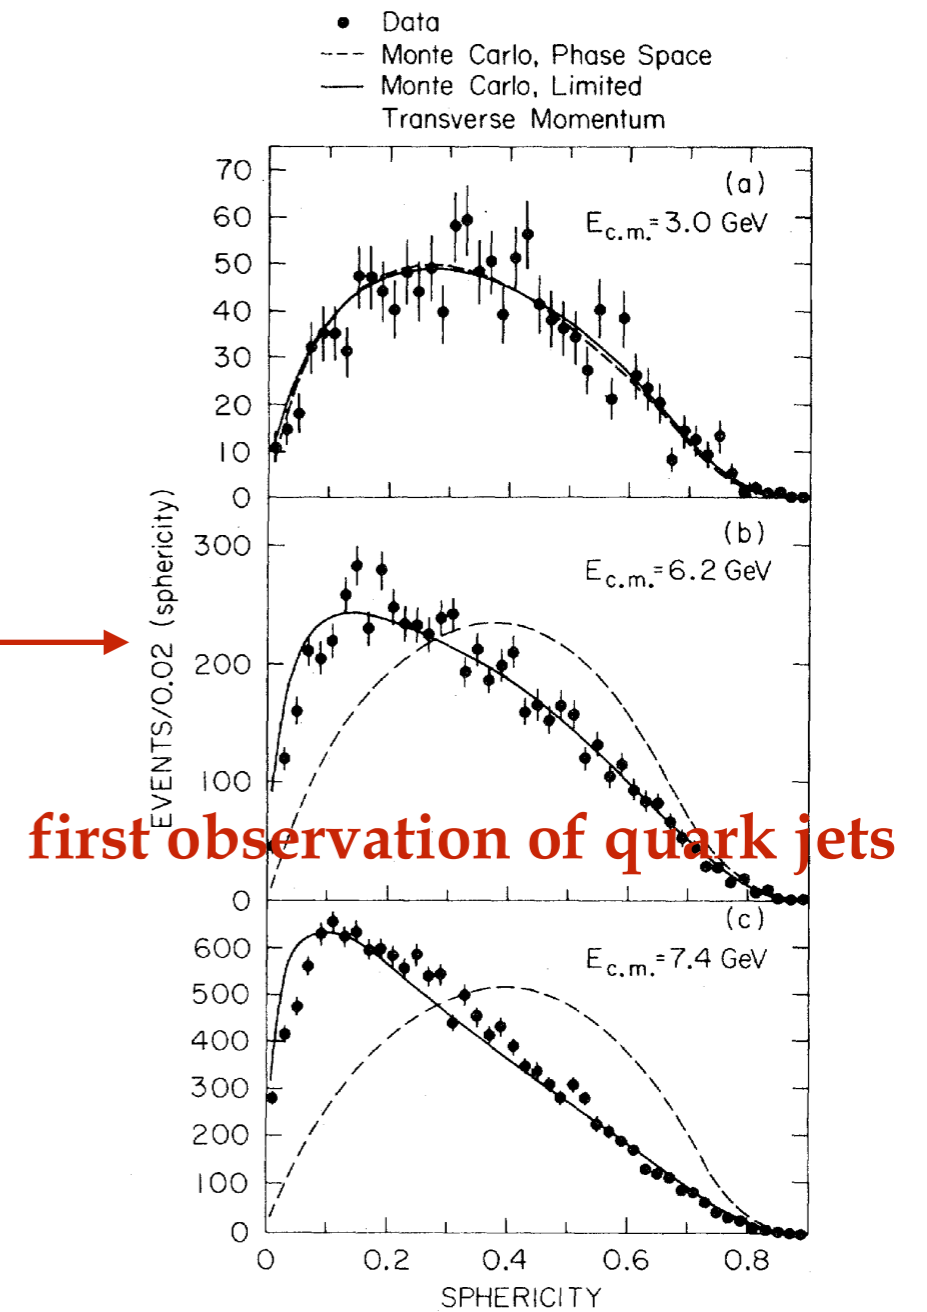 Data
Monte Carlo, Phase Space
Monte Carlo, Limited
Transverse Momentum
70
60
50
40
30
20
10
0
(a)
E_c.m.=3.0 GeV
EVENTS/0.02 (sphericity)
300
200
100
0
(b)
E_c.m.=6.2 GeV
first observation of quark jets
600
500
400
300
200
100
0
(c)
E_c.m.=7.4 GeV
0 0.2 0.4 0.6 0.8
SPHERICITY